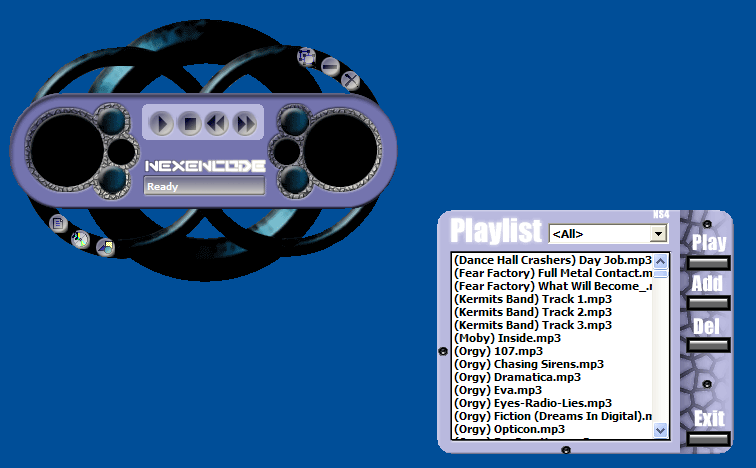 NEXENCODE
Ready
NS4
Playlist
<All>
(Dance Hall Crashers) Day Job.mp3
(Fear Factory) Full Metal Contact.m
(Fear Factory) What Will Become_.r
(Kermits Band) Track 1.mp3
(Kermits Band) Track 2.mp3
(Kermits Band) Track 3.mp3
(Moby) Inside.mp3
(Orgy) 107.mp3
(Orgy) Chasing Sirens.mp3
(Orgy) Dramatica.mp3
(Orgy) Eva.mp3
(Orgy) Eyes-Radio-Lies.mp3
(Orgy) Fiction (Dreams In Digital).m
(Orgy) Opticon.mp3
Play
Add
Del
Exit